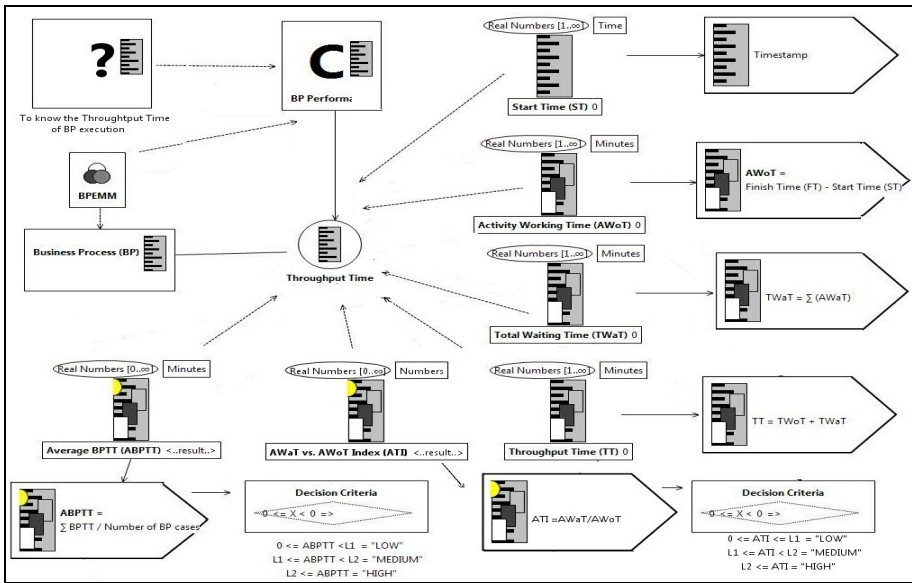 ?
To know the Throughtput Time
of BP execution
C
BP Performa
BPEMM
Business Process (BP)
Throughput Time
Real Numbers [1..∞] Time
Start Time (ST) 0
Timestamp
Real Numbers [1..∞] Minutes
Activity Working Time (AWoT) 0
AWoT =
Finish Time (FT) - Start Time (ST)
Real Numbers [1..∞] Minutes
Total Waiting Time (TWaT) 0
TWaT = ∑ (AWaT)
Real Numbers [0..∞] Minutes
Average BPTT (ABPTT) <..result..>
Real Numbers [0..∞] Numbers
AWaT vs. AWoT Index (ATI) <..result..>
Real Numbers [1..∞] Minutes
Throughput Time (TT) 0
TT = TWoT + TWaT
ABPTT =
∑ BPTT / Number of BP cases
Decision Criteria
0 <= X < 0 =>
0 <= ABPTT <L1 = "LOW"
L1 <= ABPTT < L2 = "MEDIUM"
L2 <= ABPTT = "HIGH"
ATI =AWaT/AWoT
Decision Criteria
0 <= X < 0 =>
0 <= ATI <= L1 = "LOW"
L1 <= ATI < L2 = "MEDIUM"
L2 <= ATI = "HIGH"